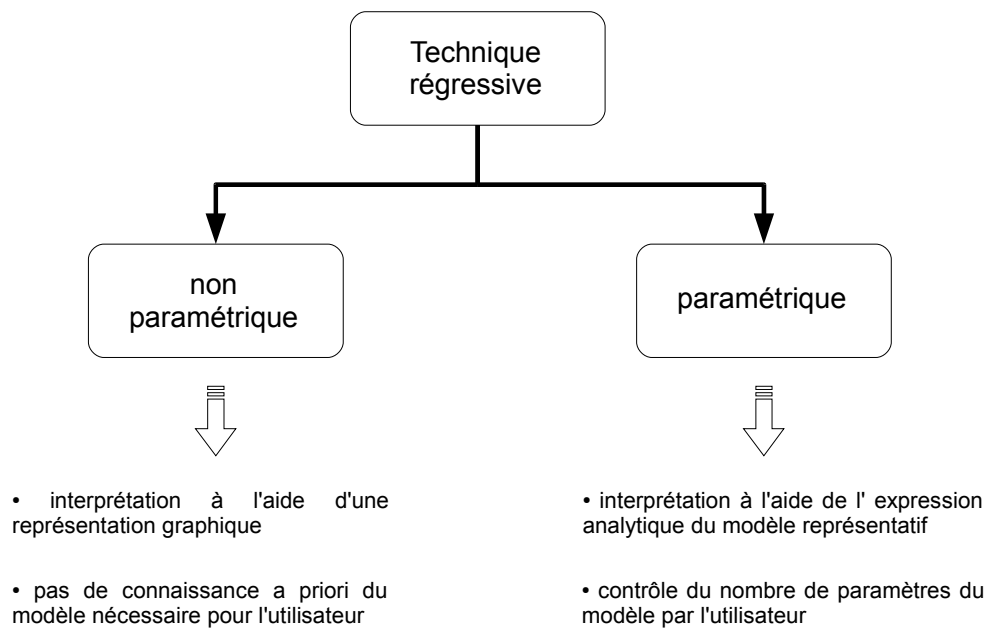 Technique
régressive
non
paramétrique
paramétrique
• interprétation à l'aide d'une
représentation graphique
• pas de connaissance a priori du
modèle nécessaire pour l'utilisateur
• interprétation à l'aide de l' expression
analytique du modèle représentatif
• contrôle du nombre de paramètres du
modèle par l'utilisateur